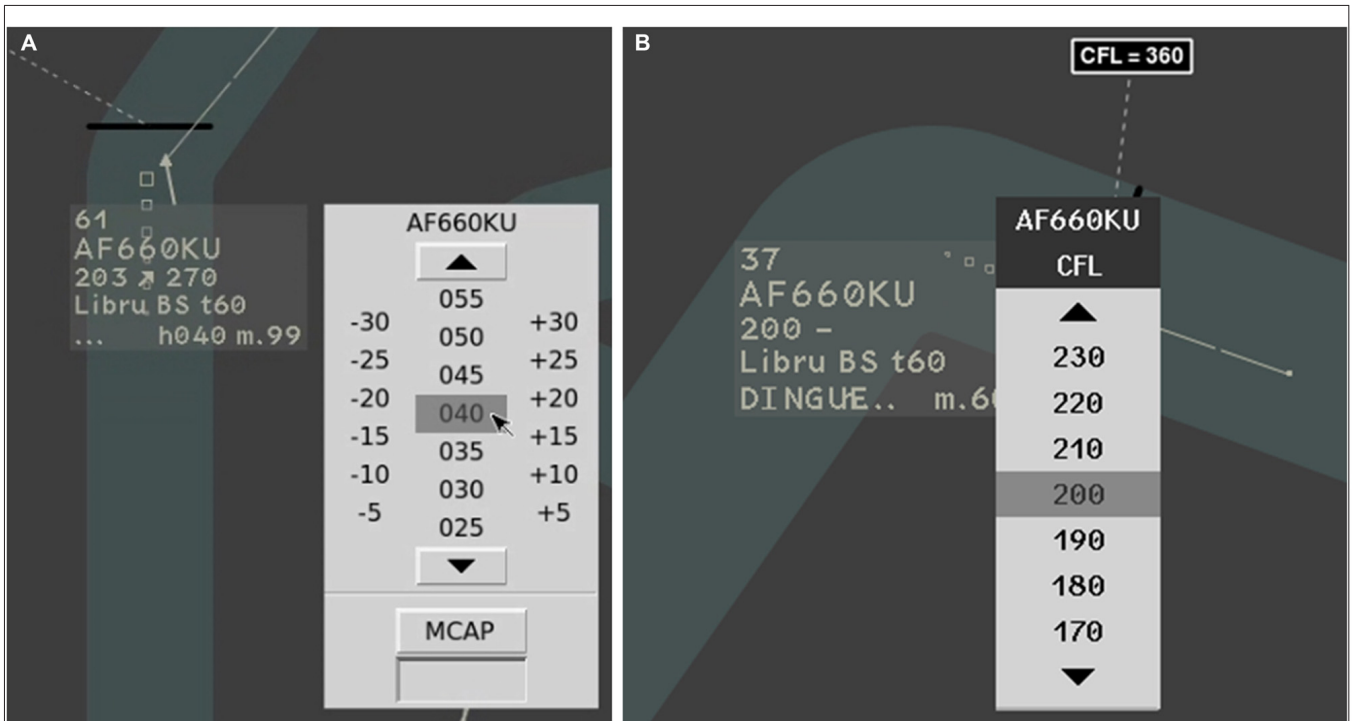 A
61
AF660KU
203 ↗ 270
Libru BS t60
... h040 m.99
AF660KU
055
-30 +30
050
-25 +25
045
-20 +20
040
-15 +15
035
-10 +10
030
-5 +5
025
MCAP
B
CFL = 360
37
AF660KU
200 –
Libru BS t60
DINGUE..
AF660KU
CFL
230
220
210
200
190
180
170